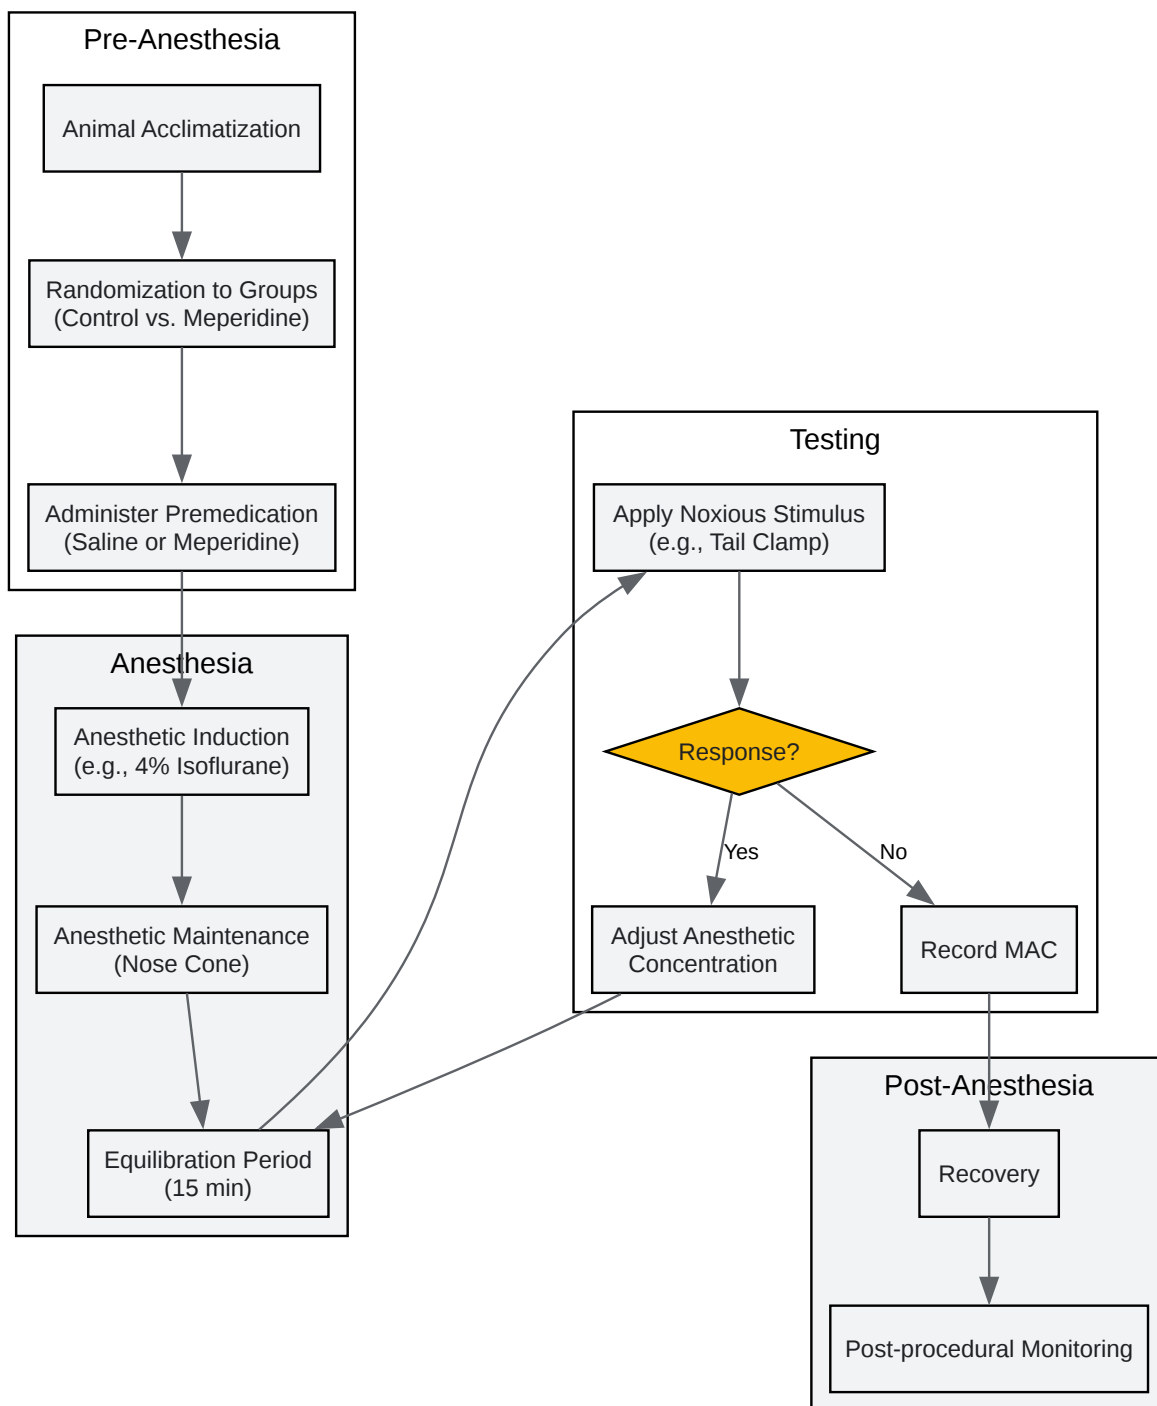 Pre-Anesthesia
Animal Acclimatization
Randomization to Groups
(Control vs. Meperidine)
Administer Premedication
(Saline or Meperidine)
Anesthesia
Anesthetic Induction
(e.g., 4% Isoflurane)
Anesthetic Maintenance
(Nose Cone)
Equilibration Period
(15 min)
Testing
Apply Noxious Stimulus
(e.g., Tail Clamp)
Response?
Yes
No
Adjust Anesthetic
Concentration
Record MAC
Post-Anesthesia
Recovery
Post-procedural Monitoring